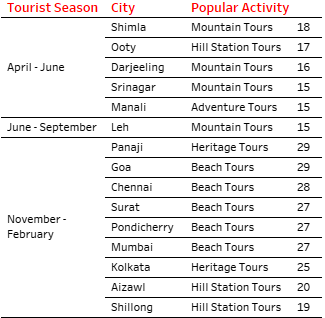 Tourist Season City Popular Activity
Shimla Mountain Tours 18
Ooty Hill Station Tours 17
April - June Darjeeling Mountain Tours 16
Srinagar Mountain Tours 15
Manali Adventure Tours 15
June - September Leh Mountain Tours 15
Panaji Heritage Tours 29
Goa Beach Tours 29
Chennai Beach Tours 28
Surat Beach Tours 27
November -
February
Pondicherry Beach Tours 27
Mumbai Beach Tours 27
Kolkata Heritage Tours 25
Aizawl Hill Station Tours 20
Shillong Hill Station Tours 19